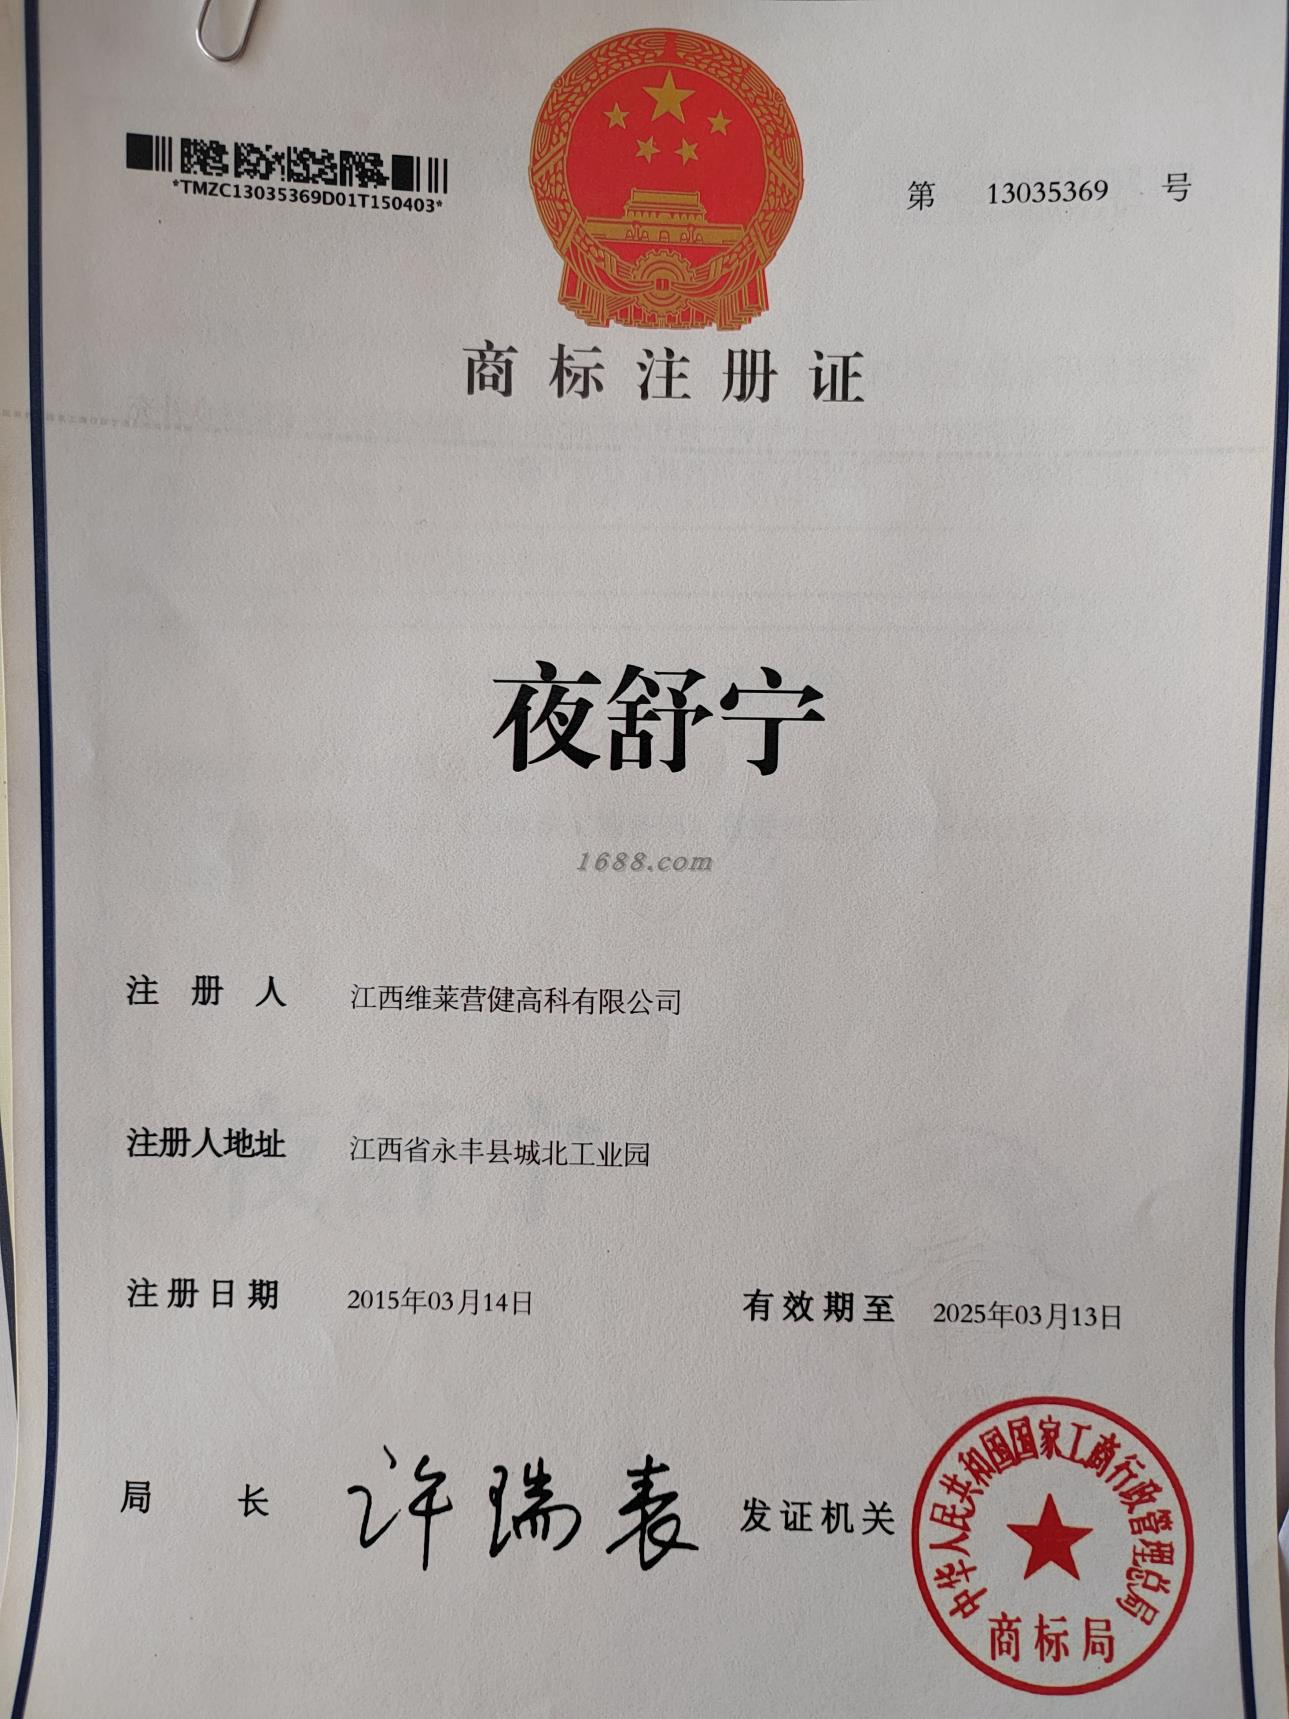 *TMZC13035369D01T150403*
第 13035369 号
商标注册证
夜舒宁
1688.com
注册人 江西维莱营健高科有限公司
注册人地址 江西省永丰县城北工业园
注册日期 2015年03月14日 有效期至 2025年03月13日
局长 许瑞表 发证机关
中华人民共和国国家工商行政管理总局
商标局